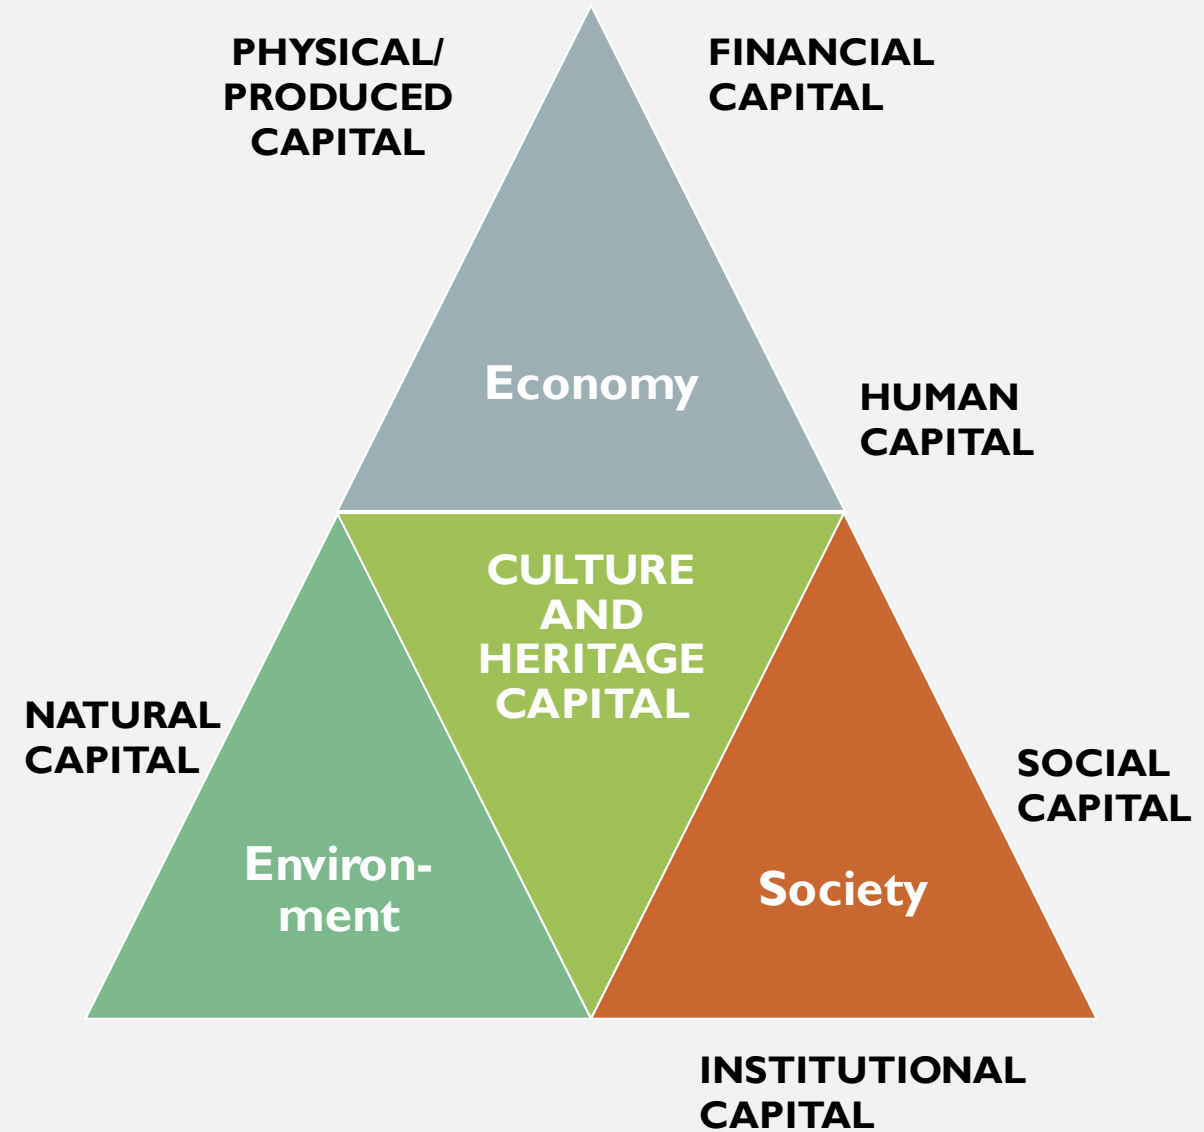 PHYSICAL/
PRODUCED
CAPITAL
FINANCIAL
CAPITAL
Economy
HUMAN
CAPITAL
CULTURE
AND
HERITAGE
CAPITAL
NATURAL
CAPITAL
SOCIAL
CAPITAL
Environ-
ment
Society
INSTITUTIONAL
CAPITAL